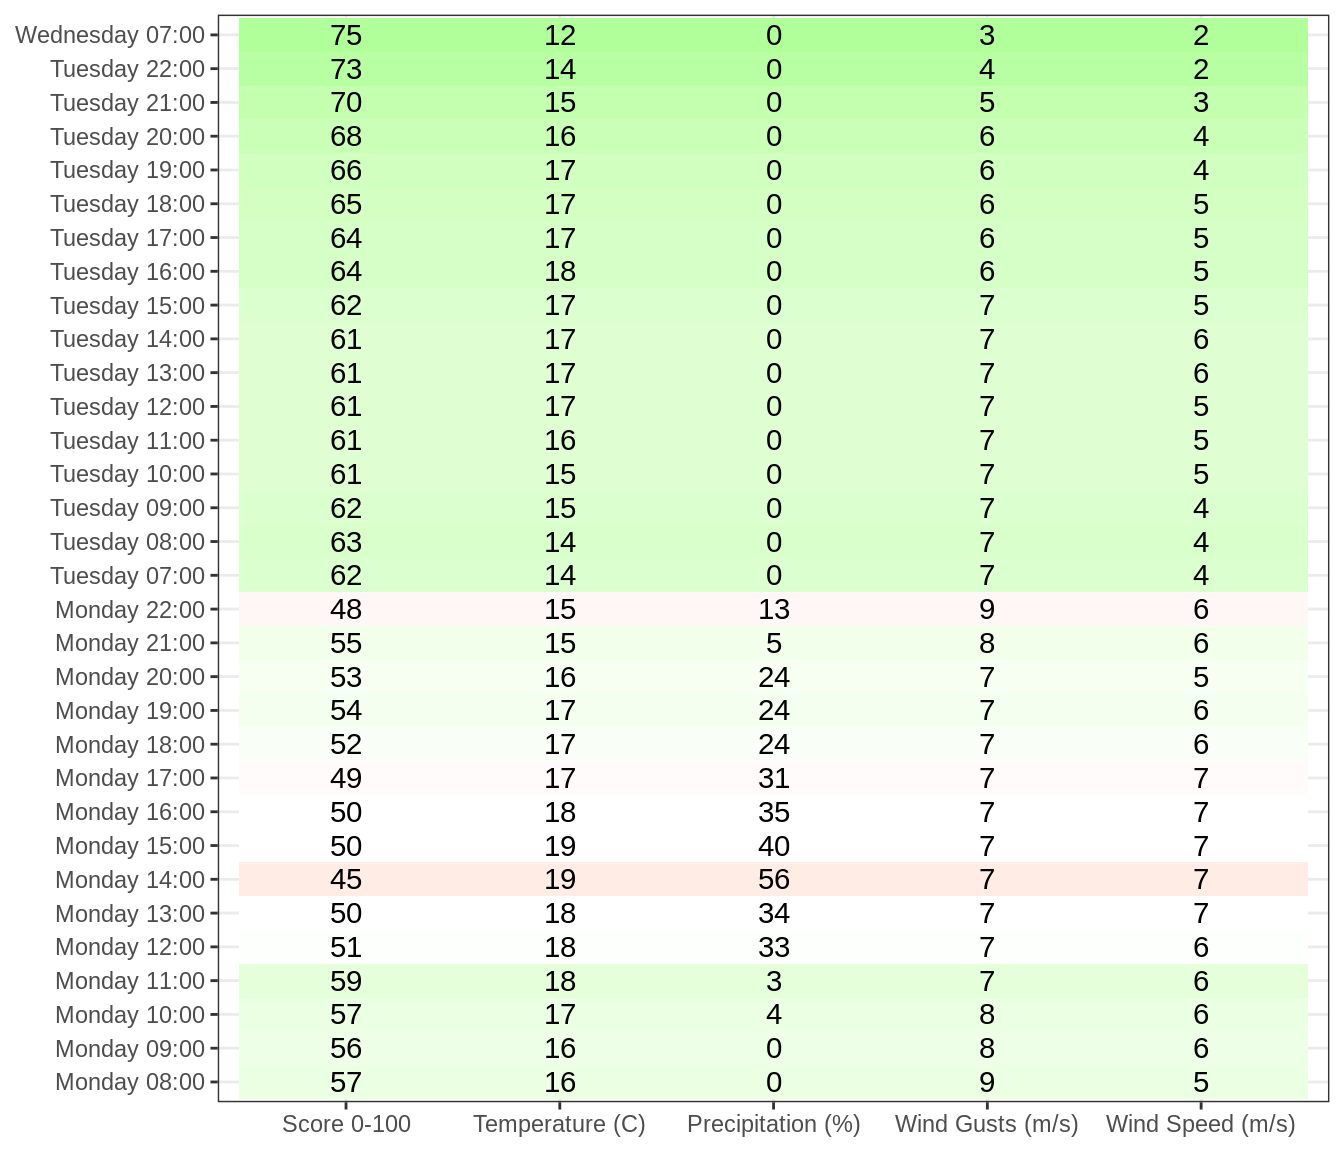 Wednesday 07:00 75 12 0 3 2
Tuesday 22:00 73 14 0 4 2
Tuesday 21:00 70 15 0 5 3
Tuesday 20:00 68 16 0 6 4
Tuesday 19:00 66 17 0 6 4
Tuesday 18:00 65 17 0 6 5
Tuesday 17:00 64 17 0 6 5
Tuesday 16:00 64 18 0 6 5
Tuesday 15:00 62 17 0 7 5
Tuesday 14:00 61 17 0 7 6
Tuesday 13:00 61 17 0 7 6
Tuesday 12:00 61 17 0 7 5
Tuesday 11:00 61 16 0 7 5
Tuesday 10:00 61 15 0 7 5
Tuesday 09:00 62 15 0 7 4
Tuesday 08:00 63 14 0 7 4
Tuesday 07:00 62 14 0 7 4
Monday 22:00 48 15 13 9 6
Monday 21:00 55 15 5 8 6
Monday 20:00 53 16 24 7 5
Monday 19:00 54 17 24 7 6
Monday 18:00 52 17 24 7 6
Monday 17:00 49 17 31 7 7
Monday 16:00 50 18 35 7 7
Monday 15:00 50 19 40 7 7
Monday 14:00 45 19 56 7 7
Monday 13:00 50 18 34 7 7
Monday 12:00 51 18 33 7 6
Monday 11:00 59 18 3 7 6
Monday 10:00 57 17 4 8 6
Monday 09:00 56 16 0 8 6
Monday 08:00 57 16 0 9 5
Score 0-100 Temperature (C) Precipitation (%) Wind Gusts (m/s) Wind Speed (m/s)